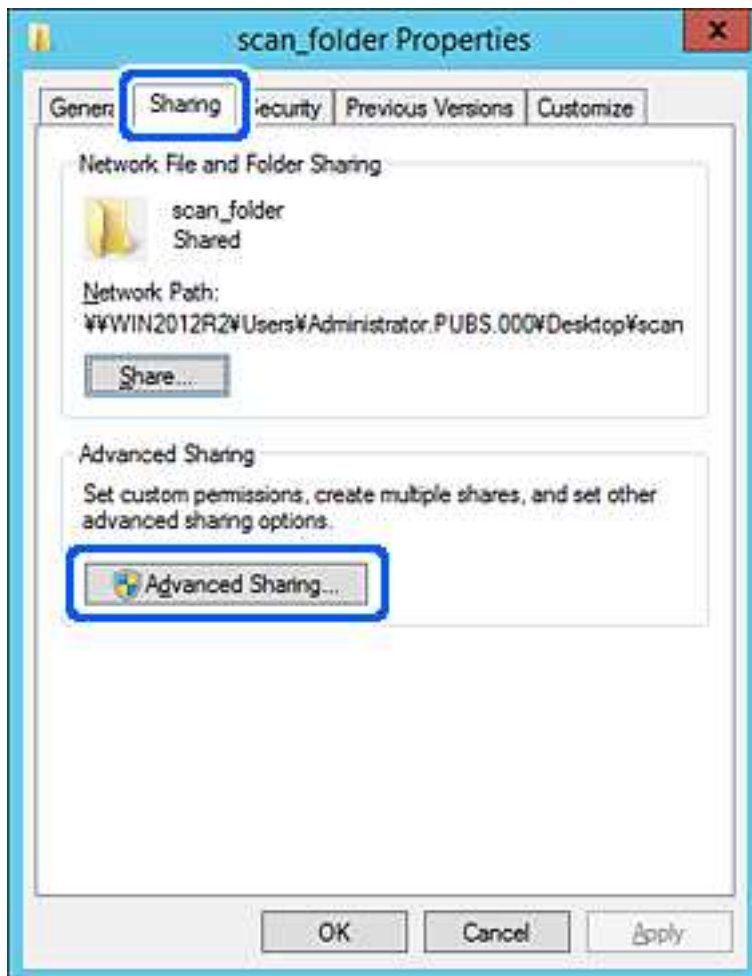 scan_folder Properties
Genera Sharing Security Previous Versions Customize
Network File and Folder Sharing
scan_folder
Shared
Network Path:
¥¥WIN2012R2¥Users¥Administrator.PUBS.000¥Desktop¥scan
Share...
Advanced Sharing
Set custom permissions, create multiple shares, and set other
advanced sharing options.
Advanced Sharing...
OK Cancel Apply